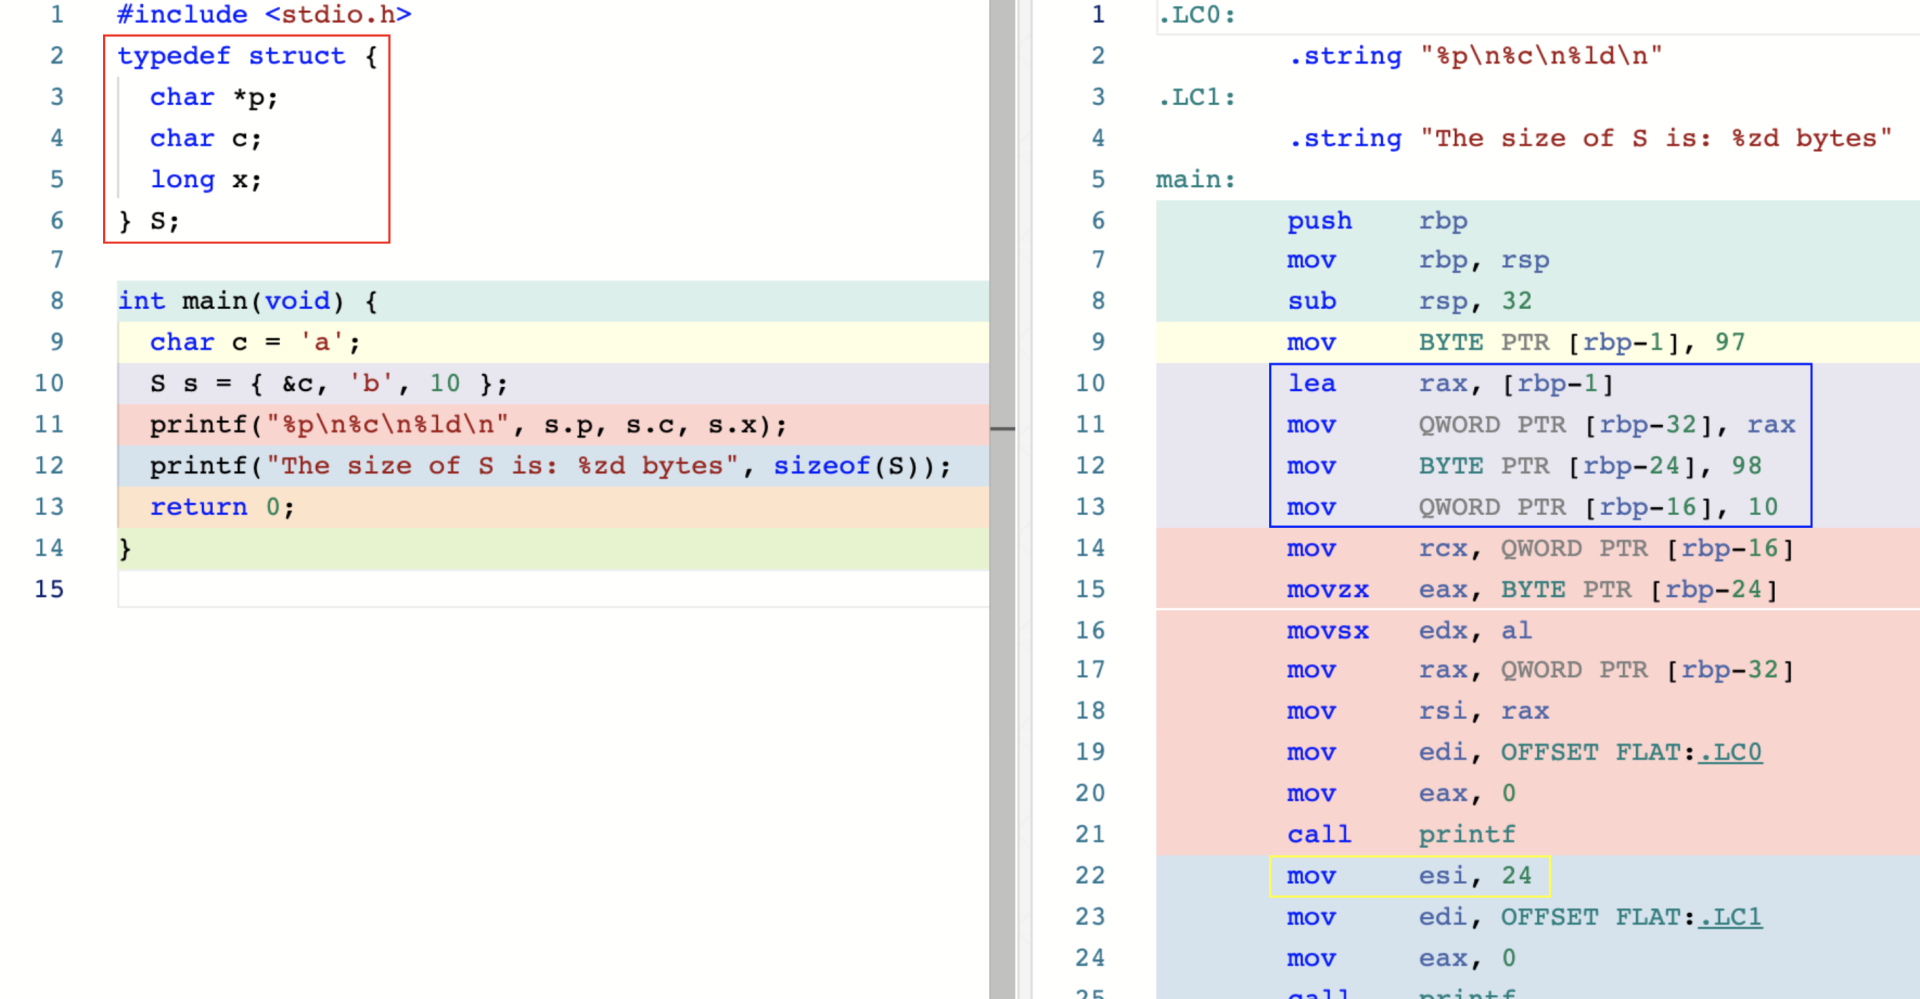 1 #include <stdio.h>
2 typedef struct {
3 char *p;
4 char c;
5 long x;
6 } S;
7
8 int main(void) {
9 char c = 'a';
10 S s = { &c, 'b', 10 };
11 printf("%p\n%c\n%ld\n", s.p, s.c, s.x);
12 printf("The size of S is: %zd bytes", sizeof(S));
13 return 0;
14 }
15
1 .LC0:
2 .string "%p\n%c\n%ld\n"
3 .LC1:
4 .string "The size of S is: %zd bytes"
5 main:
6 push rbp
7 mov rbp, rsp
8 sub rsp, 32
9 mov BYTE PTR [rbp-1], 97
10 lea rax, [rbp-1]
11 mov QWORD PTR [rbp-32], rax
12 mov BYTE PTR [rbp-24], 98
13 mov QWORD PTR [rbp-16], 10
14 mov rcx, QWORD PTR [rbp-16]
15 movzx eax, BYTE PTR [rbp-24]
16 movsx edx, al
17 mov rax, QWORD PTR [rbp-32]
18 mov rsi, rax
19 mov edi, OFFSET FLAT:.LC0
20 mov eax, 0
21 call printf
22 mov esi, 24
23 mov edi, OFFSET FLAT:.LC1
24 mov eax, 0
25 call printf